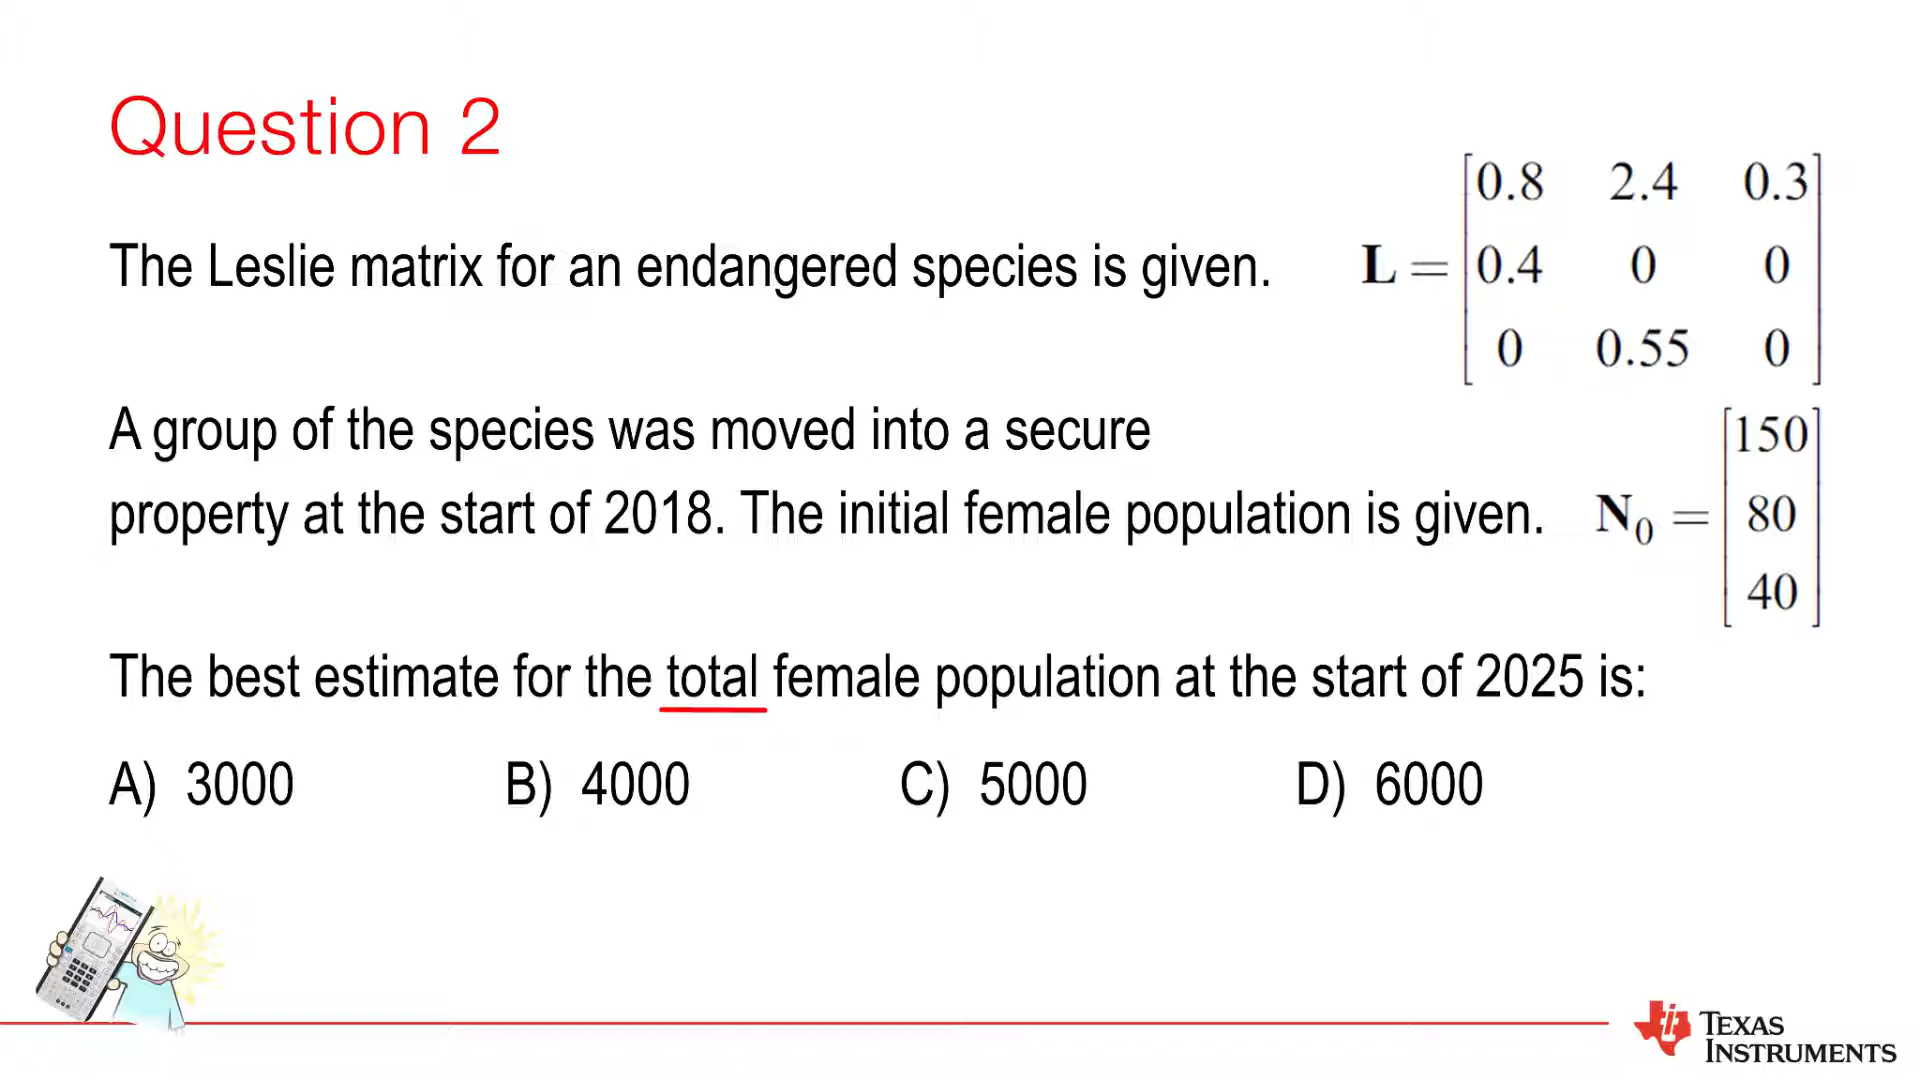 Question 2
The Leslie matrix for an endangered species is given.
L = [0.8 2.4 0.3
0.4 0 0
0 0.55 0]
A group of the species was moved into a secure
property at the start of 2018. The initial female population is given.
N₀ = [150
80
40]
The best estimate for the total female population at the start of 2025 is:
A) 3000 B) 4000 C) 5000 D) 6000
TEXAS
INSTRUMENTS